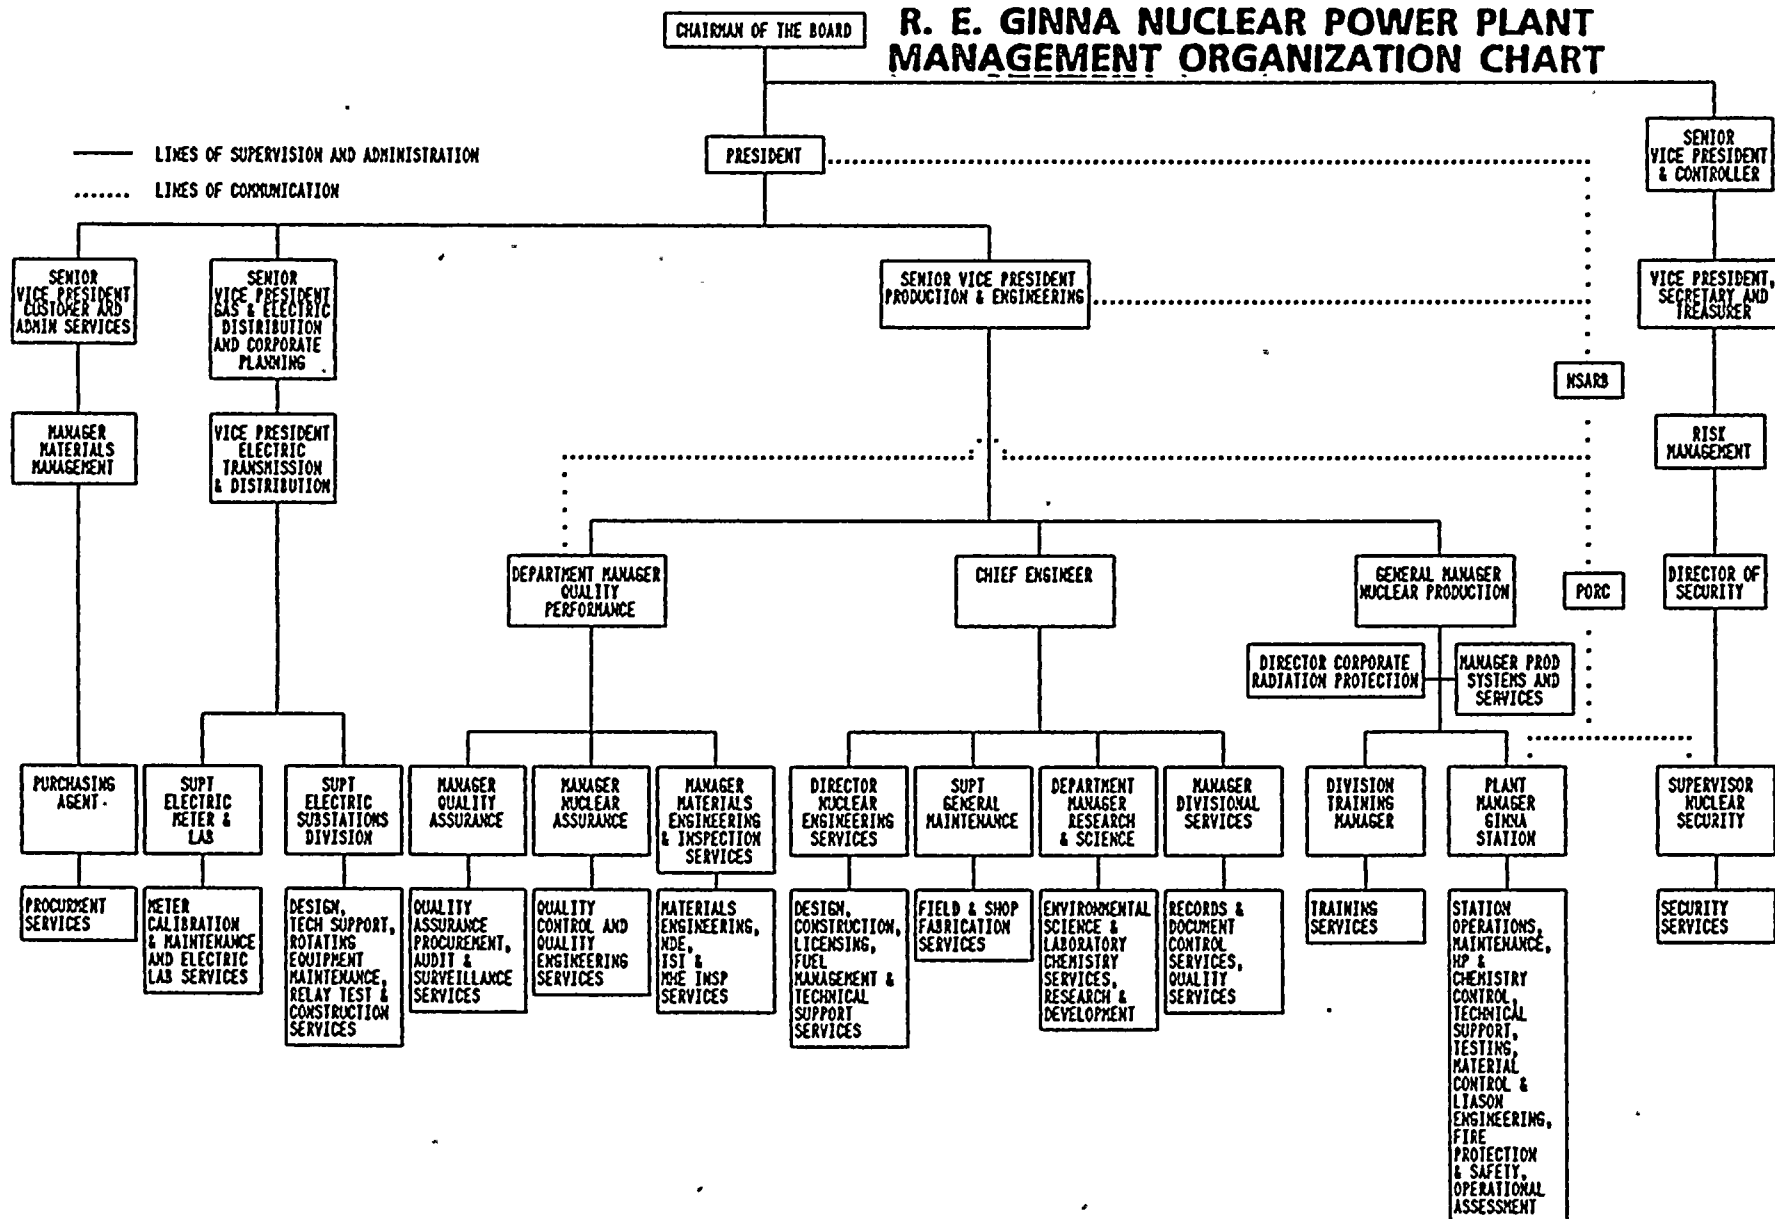 R. E. GINNA NUCLEAR POWER PLANT
MANAGEMENT ORGANIZATION CHART
CHAIRMAN OF THE BOARD
LINES OF SUPERVISION AND ADMINISTRATION
LINES OF COMMUNICATION
PRESIDENT
SENIOR
VICE PRESIDENT
& CONTROLLER
SENIOR
VICE PRESIDENT
CUSTOMER AND
ADMIN SERVICES
SENIOR
VICE PRESIDENT
GAS & ELECTRIC
DISTRIBUTION
AND CORPORATE
PLANNING
SENIOR VICE PRESIDENT
PRODUCTION & ENGINEERING
VICE PRESIDENT,
SECRETARY AND
TREASURER
NSARB
MANAGER
MATERIALS
MANAGEMENT
VICE PRESIDENT
ELECTRIC
TRANSMISSION
& DISTRIBUTION
RISK
MANAGEMENT
DEPARTMENT MANAGER
QUALITY
PERFORMANCE
CHIEF ENGINEER
GENERAL MANAGER
NUCLEAR PRODUCTION
PORC
DIRECTOR OF
SECURITY
DIRECTOR CORPORATE
RADIATION PROTECTION
MANAGER PROD
SYSTEMS AND
SERVICES
PURCHASING
AGENT
SUPT
ELECTRIC
METER &
LAB
SUPT
ELECTRIC
SUBSTATIONS
DIVISION
MANAGER
QUALITY
ASSURANCE
MANAGER
NUCLEAR
ASSURANCE
MANAGER
MATERIALS
ENGINEERING
& INSPECTION
SERVICES
DIRECTOR
NUCLEAR
ENGINEERING
SERVICES
SUPT
GENERAL
MAINTENANCE
DEPARTMENT
MANAGER
RESEARCH
& SCIENCE
MANAGER
DIVISIONAL
SERVICES
DIVISION
TRAINING
MANAGER
PLANT
MANAGER
GINNA
STATION
SUPERVISOR
NUCLEAR
SECURITY
PROCURMENT
SERVICES
METER
CALIBRATION
& MAINTENANCE
AND ELECTRIC
LAB SERVICES
DESIGN,
TECH SUPPORT,
ROTATING
EQUIPMENT
MAINTENANCE,
RELAY TEST &
CONSTRUCTION
SERVICES
QUALITY
ASSURANCE
PROCUREMENT,
AUDIT &
SURVEILLANCE
SERVICES
QUALITY
CONTROL AND
QUALITY
ENGINEERING
SERVICES
MATERIALS
ENGINEERING,
NDE,
ISI &
MHE INSP
SERVICES
DESIGN,
CONSTRUCTION,
LICENSING,
FUEL
MANAGEMENT &
TECHNICAL
SUPPORT
SERVICES
FIELD & SHOP
FABRICATION
SERVICES
ENVIRONMENTAL
SCIENCE &
LABORATORY
CHEMISTRY
SERVICES,
RESEARCH &
DEVELOPMENT
RECORDS &
DOCUMENT
CONTROL
SERVICES,
QUALITY
SERVICES
TRAINING
SERVICES
STATION
OPERATIONS,
MAINTENANCE,
HP &
CHEMISTRY
CONTROL,
TECHNICAL
SUPPORT,
TESTING,
MATERIAL
CONTROL &
LIASON
ENGINEERING,
FIRE
PROTECTION
& SAFETY,
OPERATIONAL
ASSESSMENT
SECURITY
SERVICES